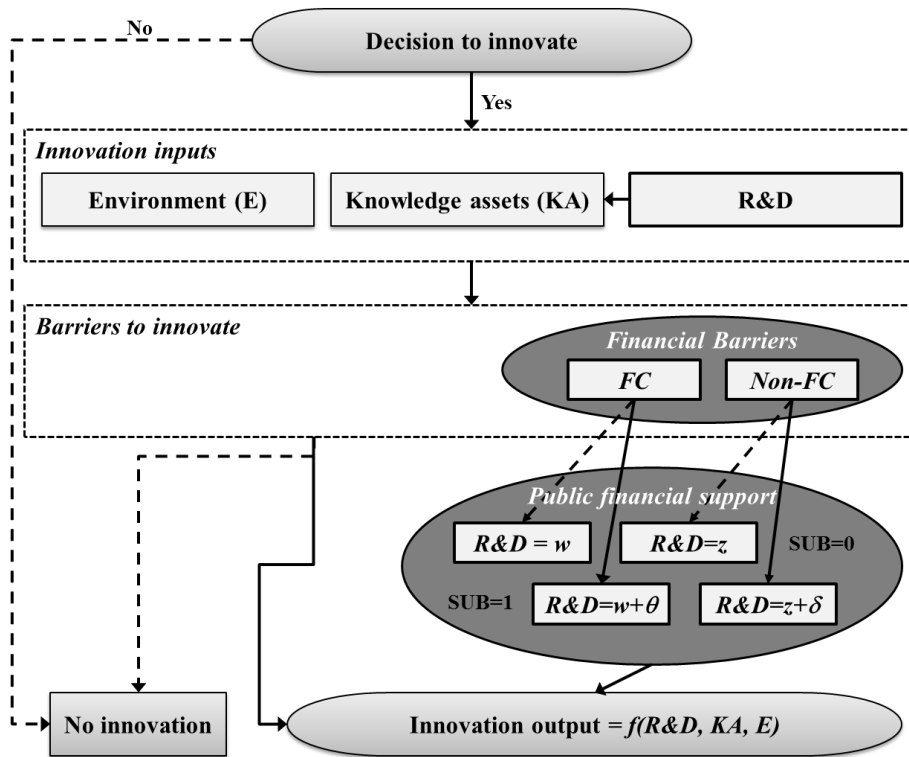 No
Decision to innovate
Yes
Innovation inputs
Environment (E)
Knowledge assets (KA)
R&D
Barriers to innovate
Financial Barriers
FC
Non-FC
Public financial support
R&D = w
R&D=z
SUB=0
SUB=1
R&D=w+θ
R&D=z+δ
No innovation
Innovation output = f(R&D, KA, E)